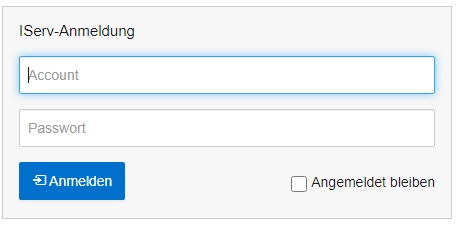 IServ-Anmeldung
Account
Passwort
Anmelden
Angemeldet bleiben